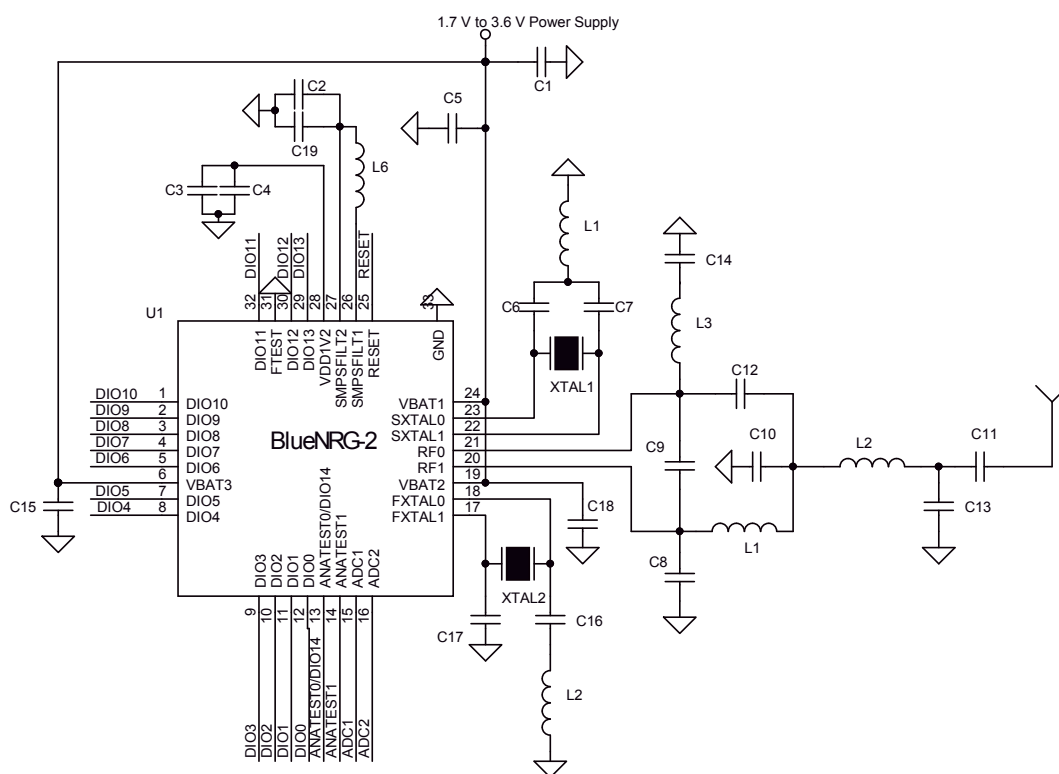 1.7 V to 3.6 V Power Supply
C1
C2
C5
C19
L6
C3
C4
L1
C14
DIO11
DIO12
DIO13
RESET
C6
C7
L3
32
31
30
29
28
27
26
25
33
U1
DIO11
FTEST
DIO12
DIO13
VDD1V2
SMPSFILT2
SMPSFILT1
RESET
GND
XTAL1
C12
DIO10 1 DIO10
DIO9 2 DIO9
DIO8 3 DIO8
DIO7 4 DIO7
DIO6 5 DIO6
6 VBAT3
DIO5 7 DIO5
DIO4 8 DIO4
BlueNRG-2
VBAT1 24
SXTAL0 23
SXTAL1 22
RF0 21
RF1 20
VBAT2 19
FXTAL0 18
FXTAL1 17
C9
C10
L2
C11
C15
C18
C13
L1
C8
DIO3
DIO2
DIO1
DIO0
ANATEST0/DIO14
ANATEST1
ADC1
ADC2
XTAL2
9
10
11
12
13
14
15
16
C17
C16
L2
DIO3
DIO2
DIO1
DIO0
ANATEST0/DIO14
ANATEST1
ADC1
ADC2